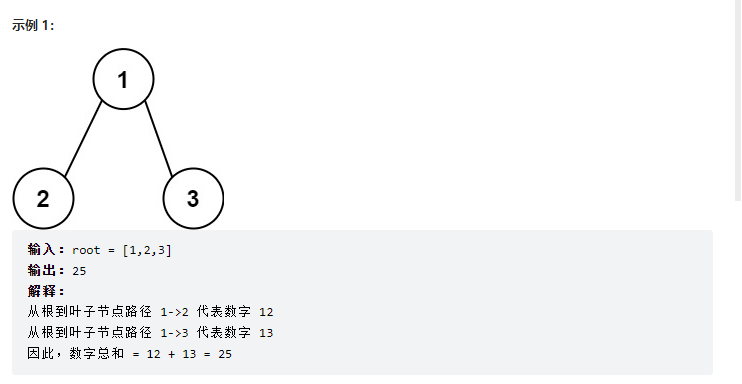 示例 1：
1
2 3
输入：root = [1,2,3]
输出：25
解释：
从根到叶子节点路径 1->2 代表数字 12
从根到叶子节点路径 1->3 代表数字 13
因此，数字总和 = 12 + 13 = 25